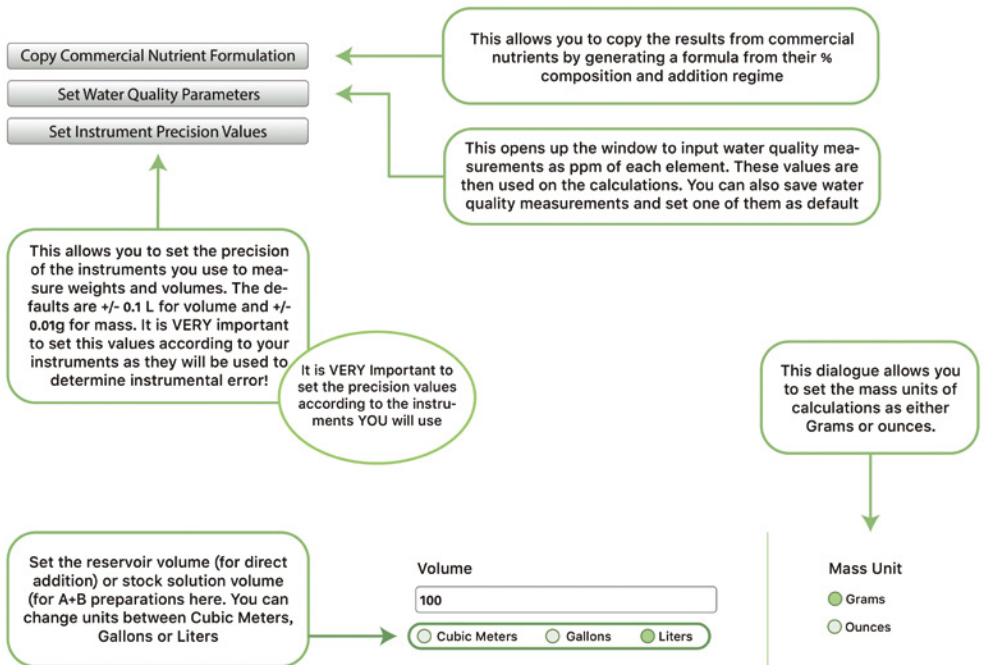 Copy Commercial Nutrient Formulation
Set Water Quality Parameters
Set Instrument Precision Values
This allows you to copy the results from commercial
nutrients by generating a formula from their %
composition and addition regime
This opens up the window to input water quality mea-
surements as ppm of each element. These values are
then used on the calculations. You can also save water
quality measurements and set one of them as default
This allows you to set the precision
of the instruments you use to mea-
sure weights and volumes. The de-
faults are +/- 0.1 L for volume and +/-
0.01g for mass. It is VERY important
to set this values according to your
instruments as they will be used to
determine instrumental error!
It is VERY Important to
set the precision values
according to the instru-
ments YOU will use
This dialogue allows you
to set the mass units of
calculations as either
Grams or ounces.
Set the reservoir volume (for direct
addition) or stock solution volume
(for A+B preparations here. You can
change units between Cubic Meters,
Gallons or Liters
Volume
100
Cubic Meters Gallons Liters
Mass Unit
Grams
Ounces